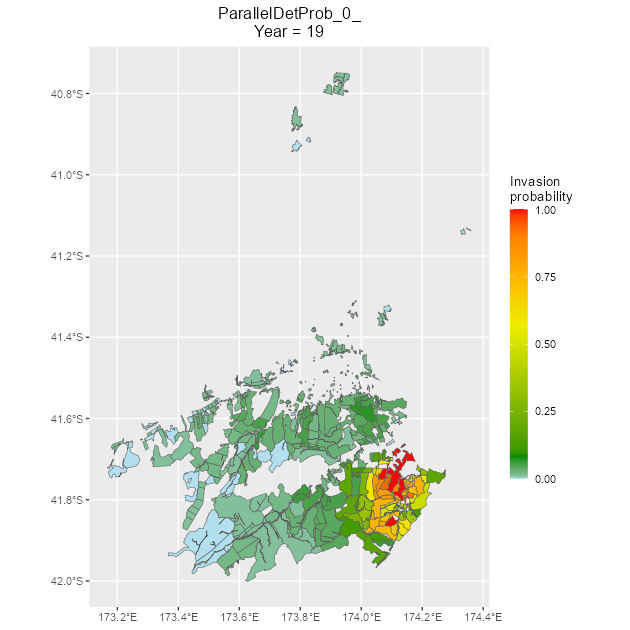 ParallelDetProb_0_
Year = 19
40.8°S
41.0°S
41.2°S
41.4°S
41.6°S
41.8°S
42.0°S
173.2°E 173.4°E 173.6°E 173.8°E 174.0°E 174.2°E 174.4°E
Invasion
probability
1.00
0.75
0.50
0.25
0.00